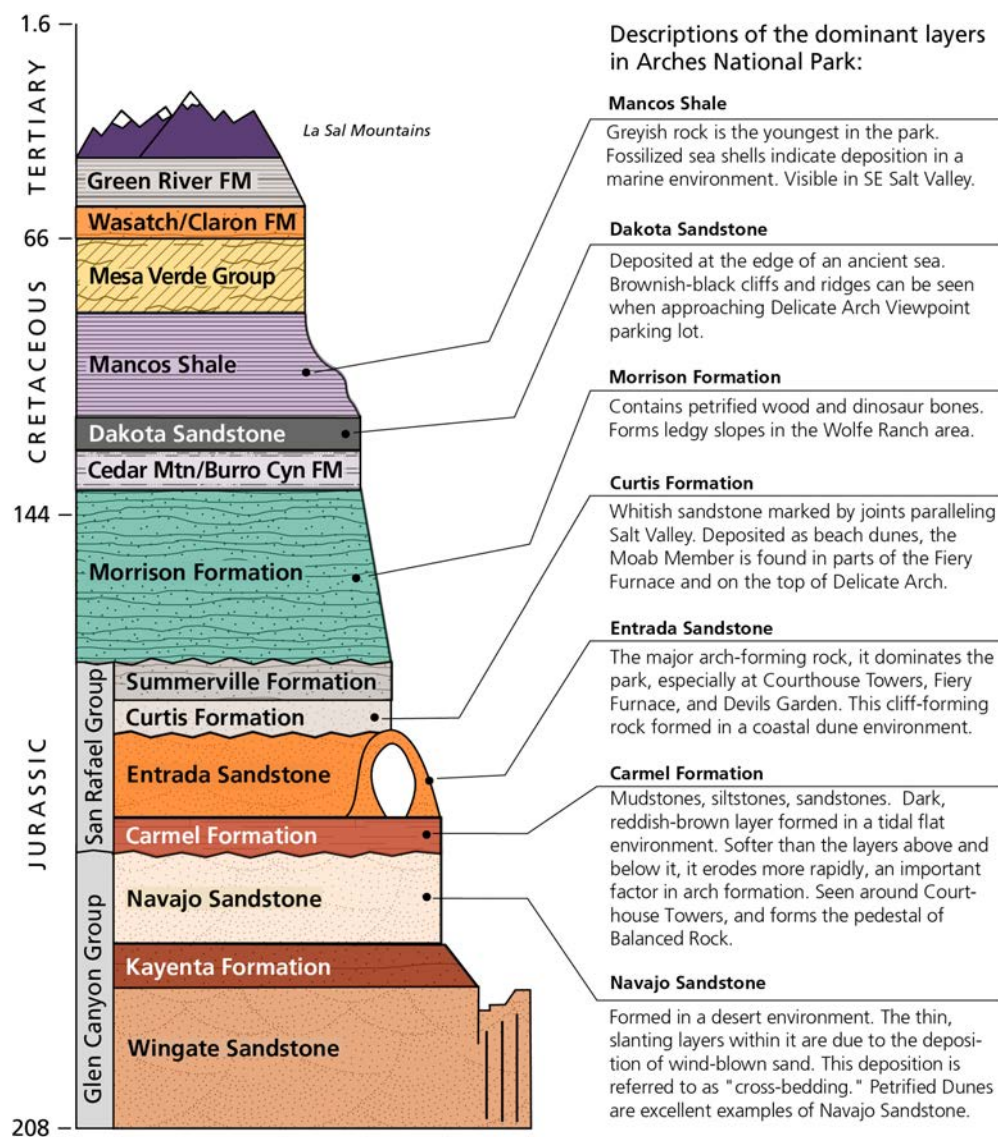 1.6
TERTIARY
La Sal Mountains
Green River FM
Wasatch/Claron FM
66
Mesa Verde Group
CRETACEOUS
Mancos Shale
Dakota Sandstone
Cedar Mtn/Burro Cyn FM
144
Morrison Formation
JURASSIC
San Rafael Group
Summerville Formation
Curtis Formation
Entrada Sandstone
Carmel Formation
Glen Canyon Group
Navajo Sandstone
Kayenta Formation
Wingate Sandstone
208
Descriptions of the dominant layers
in Arches National Park:
Mancos Shale
Greyish rock is the youngest in the park.
Fossilized sea shells indicate deposition in a
marine environment. Visible in SE Salt Valley.
Dakota Sandstone
Deposited at the edge of an ancient sea.
Brownish-black cliffs and ridges can be seen
when approaching Delicate Arch Viewpoint
parking lot.
Morrison Formation
Contains petrified wood and dinosaur bones.
Forms ledgy slopes in the Wolfe Ranch area.
Curtis Formation
Whitish sandstone marked by joints paralleling
Salt Valley. Deposited as beach dunes, the
Moab Member is found in parts of the Fiery
Furnace and on the top of Delicate Arch.
Entrada Sandstone
The major arch-forming rock, it dominates the
park, especially at Courthouse Towers, Fiery
Furnace, and Devils Garden. This cliff-forming
rock formed in a coastal dune environment.
Carmel Formation
Mudstones, siltstones, sandstones. Dark,
reddish-brown layer formed in a tidal flat
environment. Softer than the layers above and
below it, it erodes more rapidly, an important
factor in arch formation. Seen around Court-
house Towers, and forms the pedestal of
Balanced Rock.
Navajo Sandstone
Formed in a desert environment. The thin,
slanting layers within it are due to the deposi-
tion of wind-blown sand. This deposition is
referred to as "cross-bedding." Petrified Dunes
are excellent examples of Navajo Sandstone.